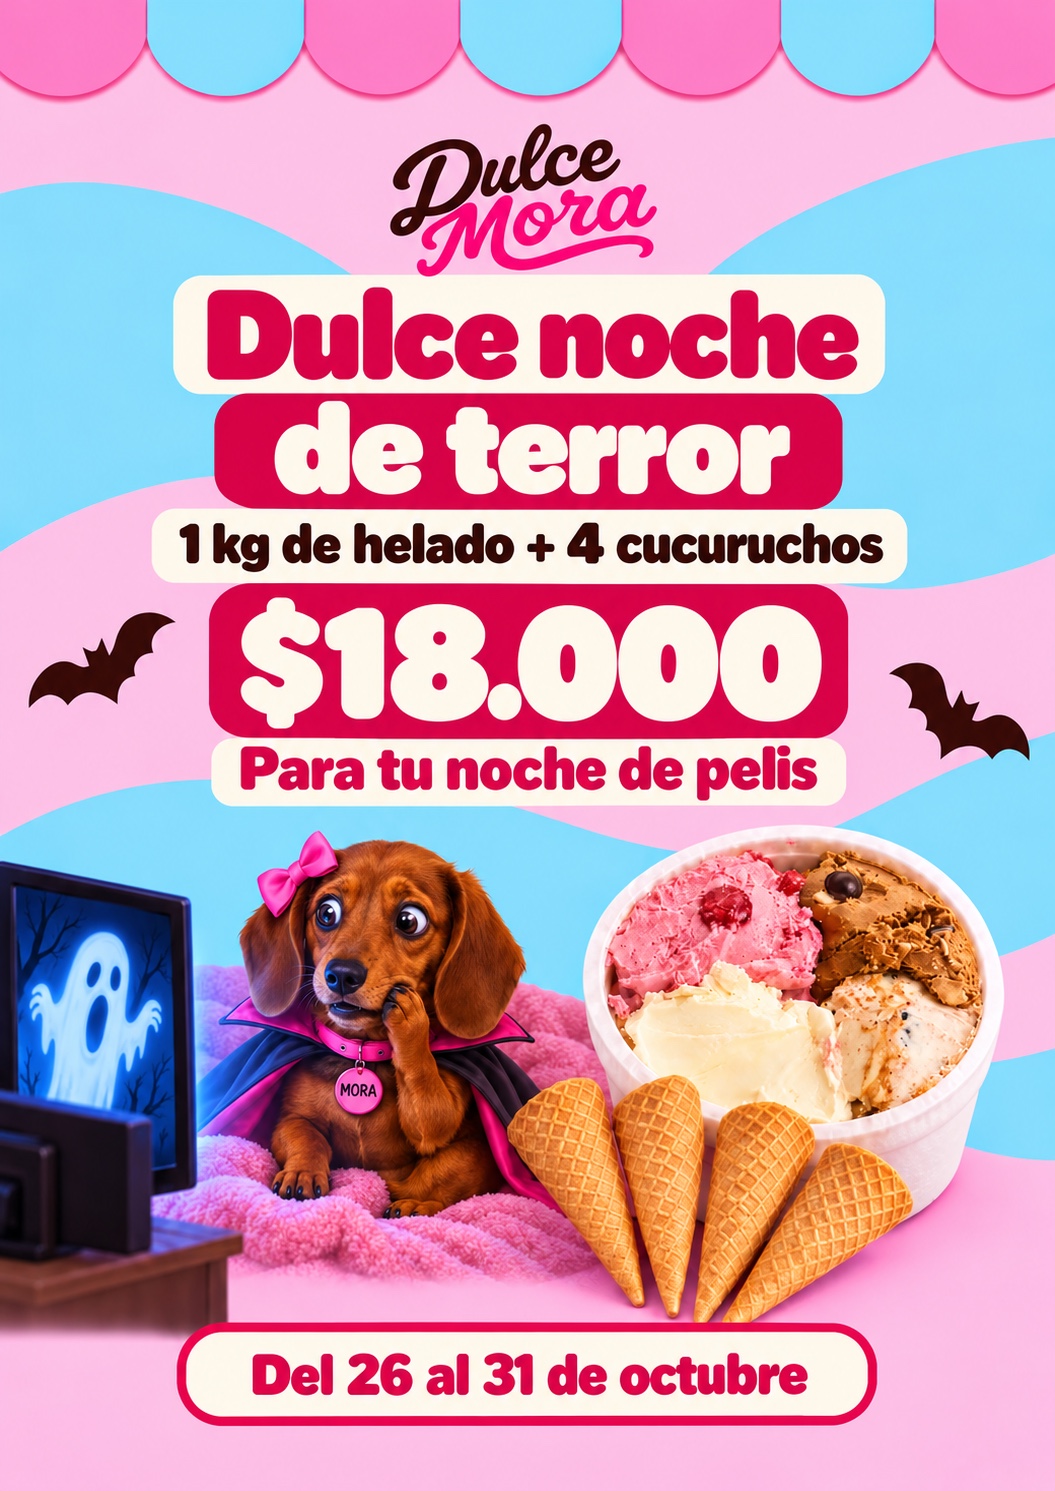 Dulce
Mora
Dulce noche
de terror
1 kg de helado + 4 cucuruchos
$18.000
Para tu noche de pelis
MORA
Del 26 al 31 de octubre